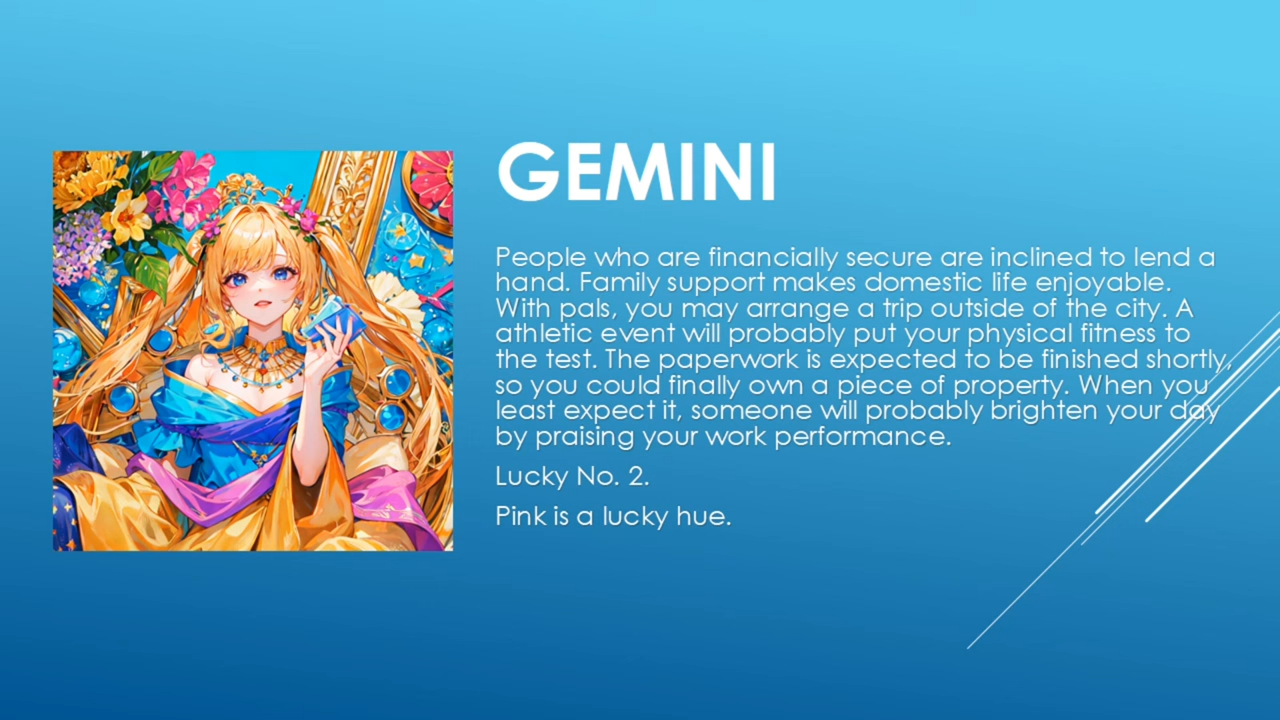 GEMINI
People who are financially secure are inclined to lend a
hand. Family support makes domestic life enjoyable.
With pals, you may arrange a trip outside of the city. A
athletic event will probably put your physical fitness to
the test. The paperwork is expected to be finished shortly,
so you could finally own a piece of property. When you
least expect it, someone will probably brighten your day
by praising your work performance.
Lucky No. 2.
Pink is a lucky hue.